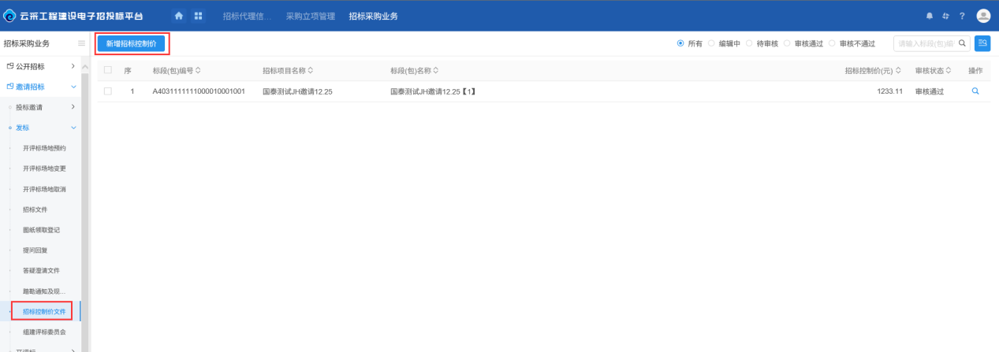 云采工程建设电子招投标平台 招标代理信... 采购立项管理 招标采购业务 ?
招标采购业务 新增招标控制价 所有 编辑中 待审核 审核通过 审核不通过 请输入标段(包)编
公开招标
序 标段(包)编号 招标项目名称 标段(包)名称 招标控制价(元) 审核状态 操作
邀请招标
1 A4031111111000010001001 国泰测试JH邀请12.25 国泰测试JH邀请12.25【1】 1233.11 审核通过
投标邀请
发标
开评标场地预约
开评标场地变更
开评标场地取消
招标文件
图纸领取登记
提问回复
答疑澄清文件
踏勘通知及现...
招标控制价文件
组建评标委员会
开评标